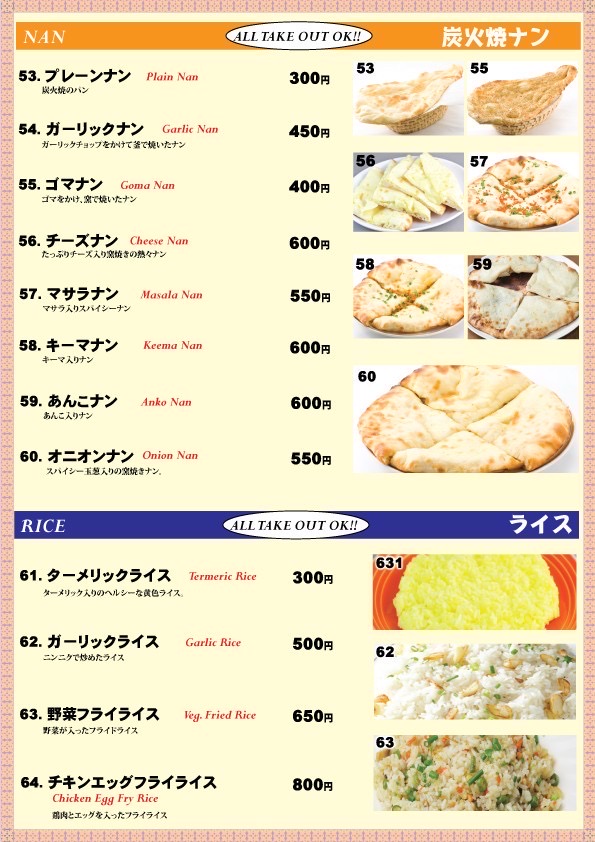 NAN ALL TAKE OUT OK!! 炭火焼ナン
53. プレーンナン Plain Nan 300円
炭火焼のパン
54. ガーリックナン Garlic Nan 450円
ガーリックチョップをかけて釜で焼いたナン
55. ゴマナン Goma Nan 400円
ゴマをかけ、窯で焼いたナン
56. チーズナン Cheese Nan 600円
たっぷりチーズ入り窯焼きの熱々ナン
57. マサラナン Masala Nan 550円
マサラ入りスパイシーナン
58. キーマナン Keema Nan 600円
キーマ入りナン
59. あんこナン Anko Nan 600円
あんこ入りナン
60. オニオンナン Onion Nan 550円
スパイシー玉葱入りの窯焼きナン。
53 55
56 57
58 59
60
RICE ALL TAKE OUT OK!! ライス
61. ターメリックライス Termeric Rice 300円
ターメリック入りのヘルシーな黄色ライス。
62. ガーリックライス Garlic Rice 500円
ニンニクで炒めたライス
63. 野菜フライライス Veg. Fried Rice 650円
野菜が入ったフライドライス
64. チキンエッグフライライス 800円
Chicken Egg Fry Rice
鶏肉とエッグを入ったフライライス
631
62
63